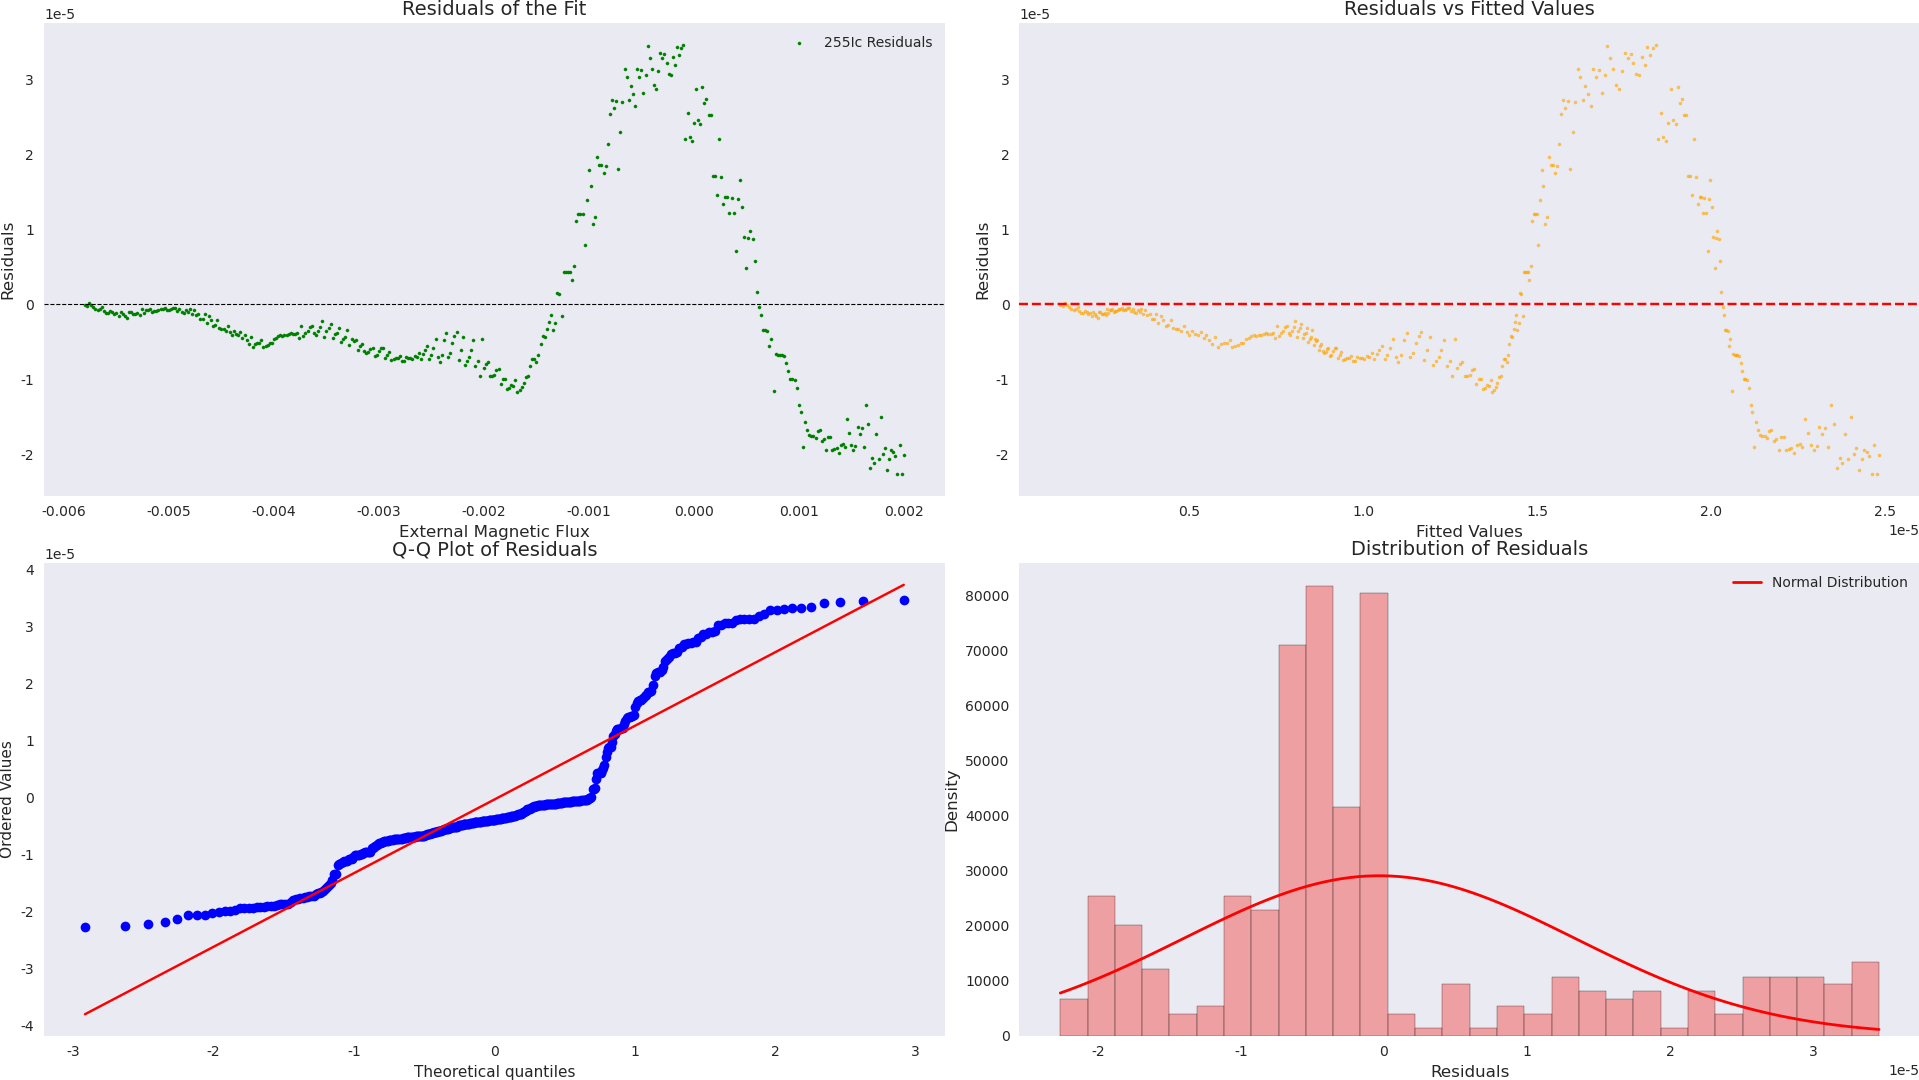 Residuals of the Fit
1e-5
255Ic Residuals
3
2
1
0
-1
-2
Residuals
-0.006 -0.005 -0.004 -0.003 -0.002 -0.001 0.000 0.001 0.002
External Magnetic Flux
Residuals vs Fitted Values
1e-5
3
2
1
0
-1
-2
Residuals
0.5 1.0 1.5 2.0 2.5
1e-5
Fitted Values
Q-Q Plot of Residuals
1e-5
4
3
2
1
0
-1
-2
-3
-4
Ordered Values
-3 -2 -1 0 1 2 3
Theoretical quantiles
Distribution of Residuals
Normal Distribution
80000
70000
60000
50000
40000
30000
20000
10000
0
Density
-2 -1 0 1 2 3
1e-5
Residuals